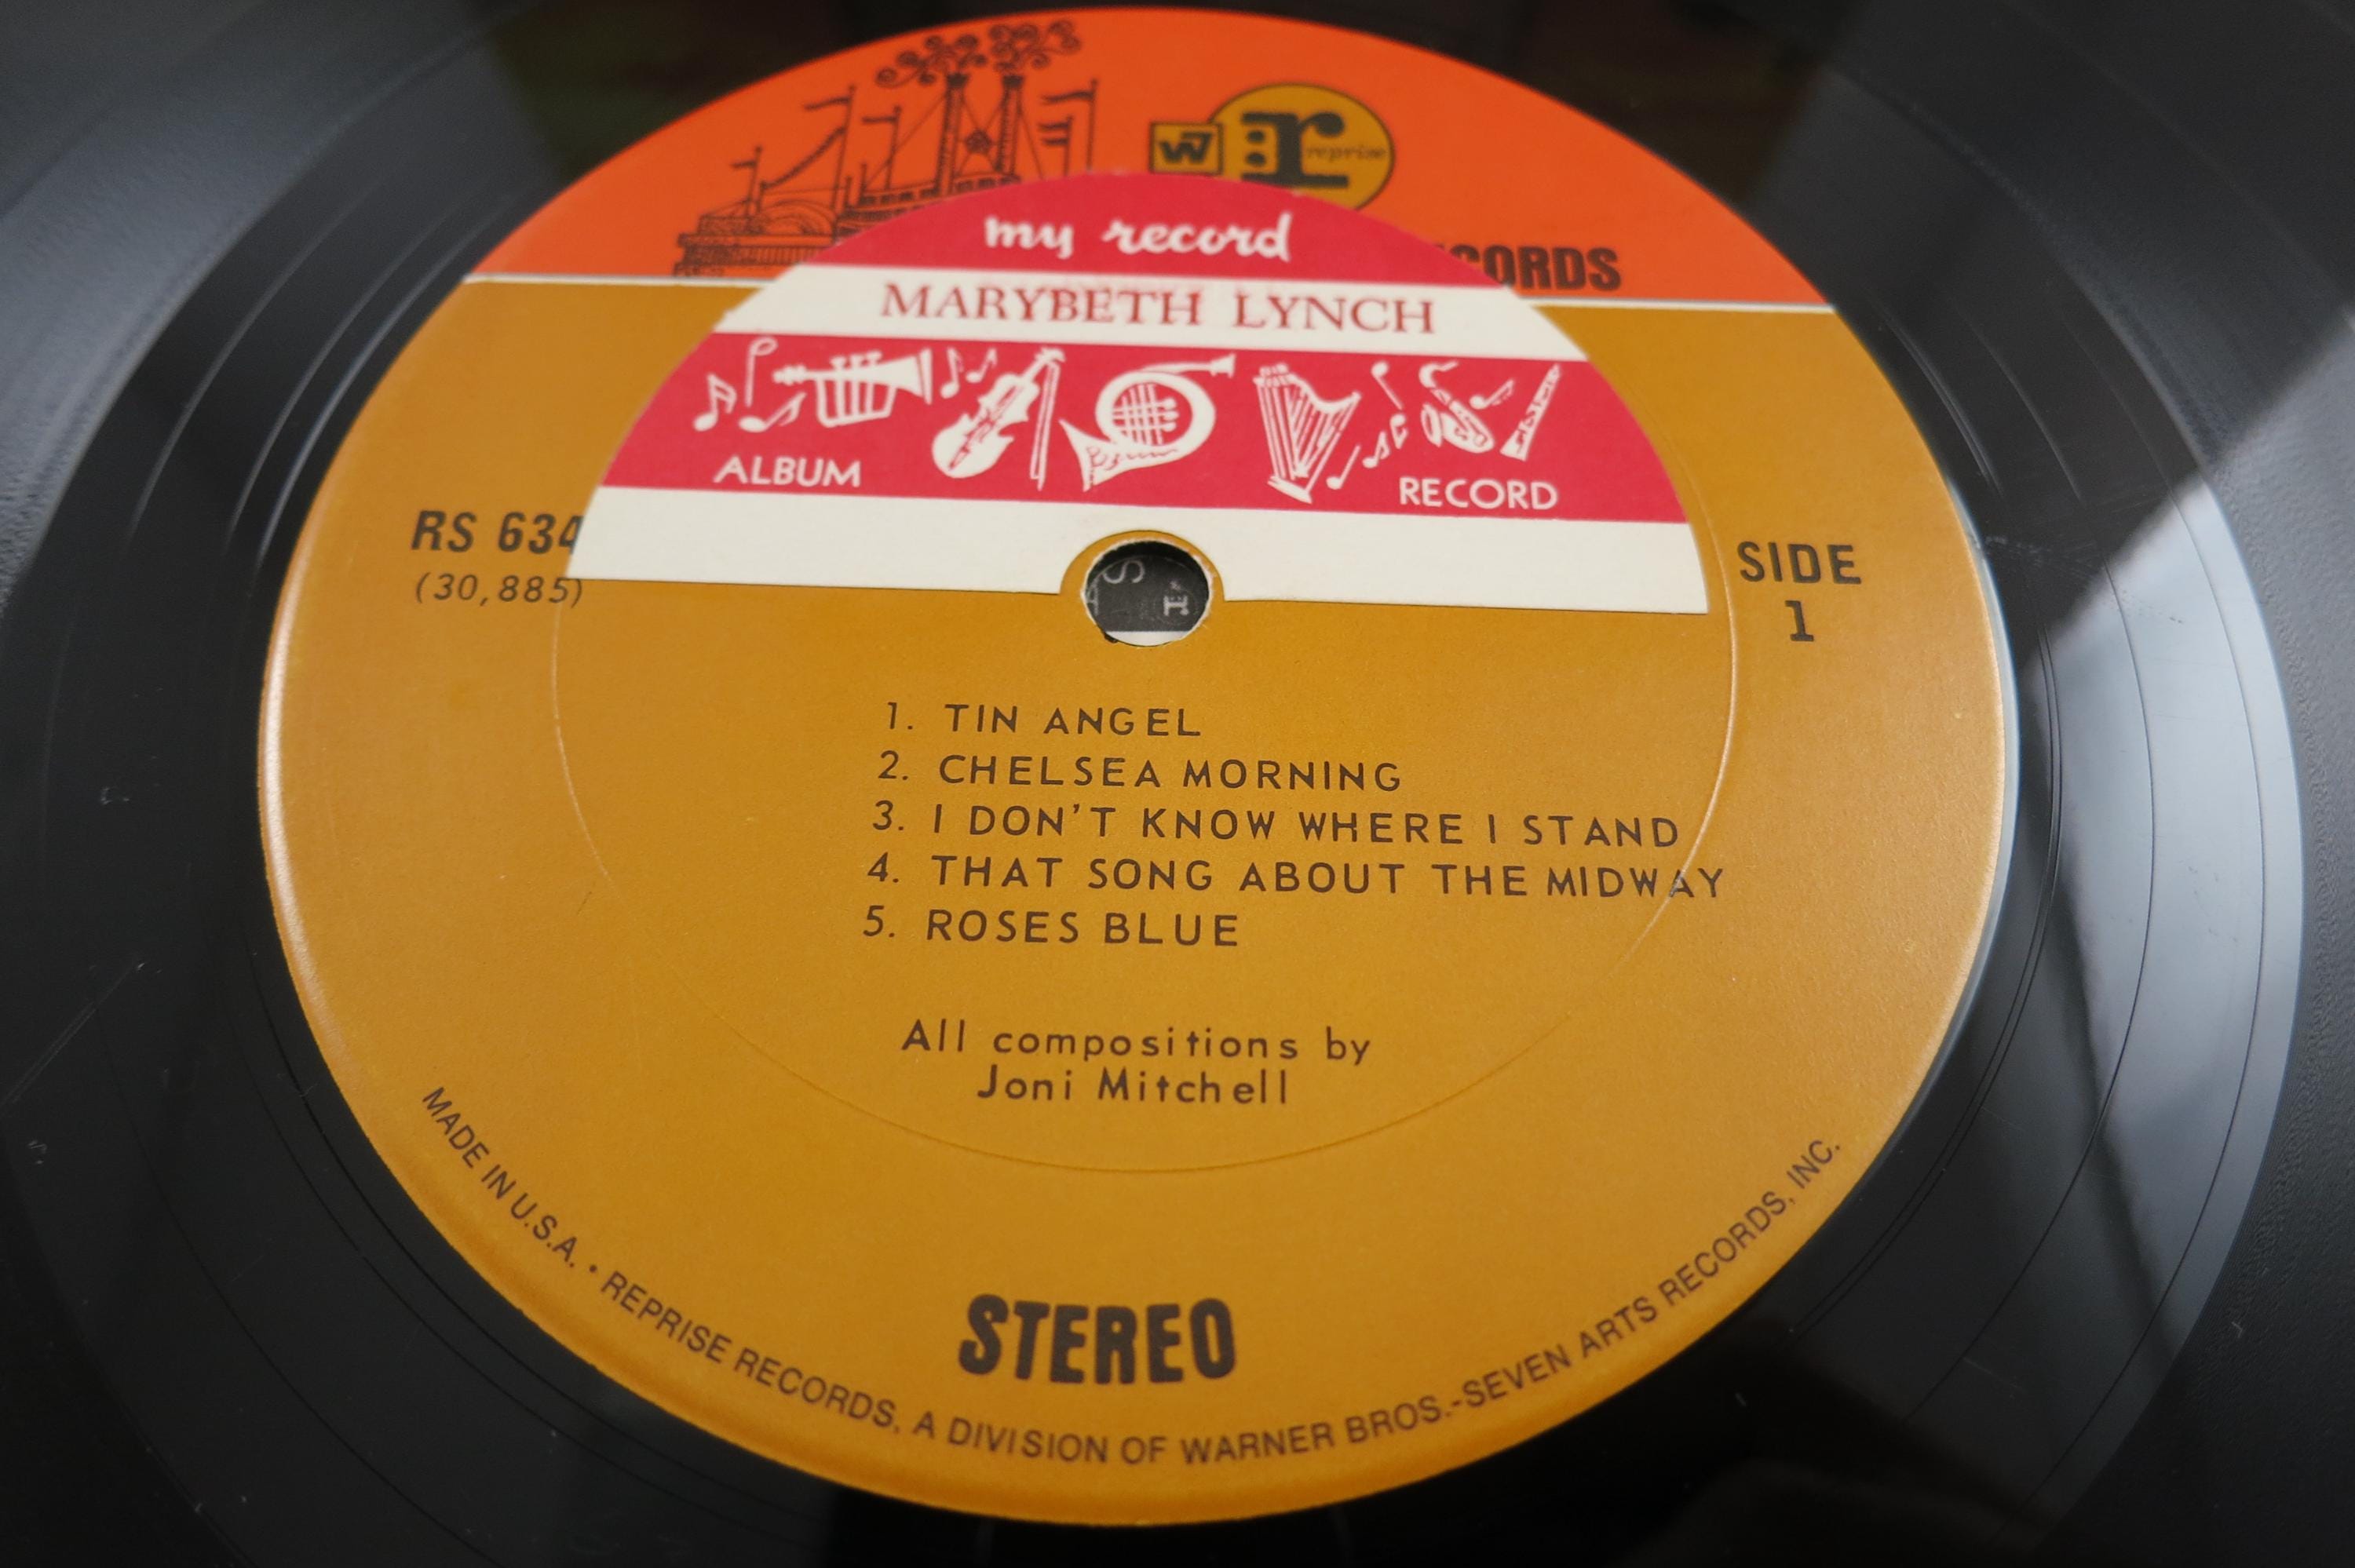 W7 r: reprise
my record
MARYBETH LYNCH
ALBUM RECORD
RS 634
(30,885)
SIDE
1
1. TIN ANGEL
2. CHELSEA MORNING
3. I DON'T KNOW WHERE I STAND
4. THAT SONG ABOUT THE MIDWAY
5. ROSES BLUE
All compositions by
Joni Mitchell
STEREO
MADE IN U.S.A. • REPRISE RECORDS, A DIVISION OF WARNER BROS.-SEVEN ARTS RECORDS, INC.